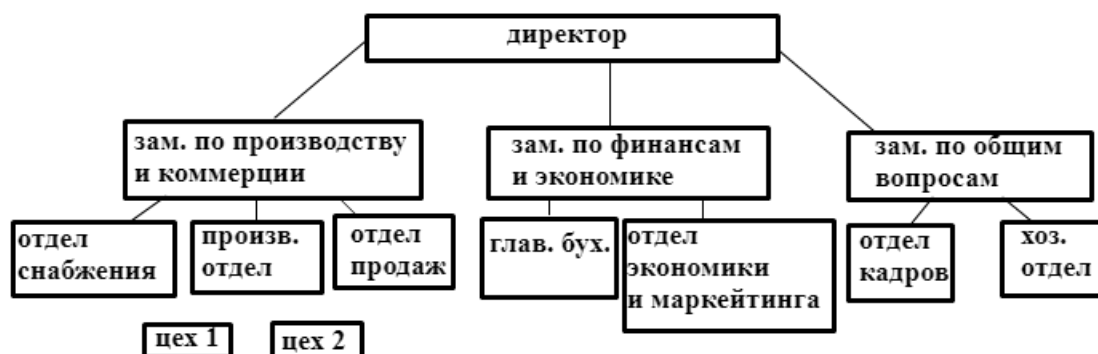 директор
зам. по производству
и коммерции
зам. по финансам
и экономике
зам. по общим
вопросам
отдел
снабжения
произв.
отдел
отдел
продаж
глав. бух.
отдел
экономики
и маркейтинга
отдел
кадров
хоз.
отдел
цех 1
цех 2